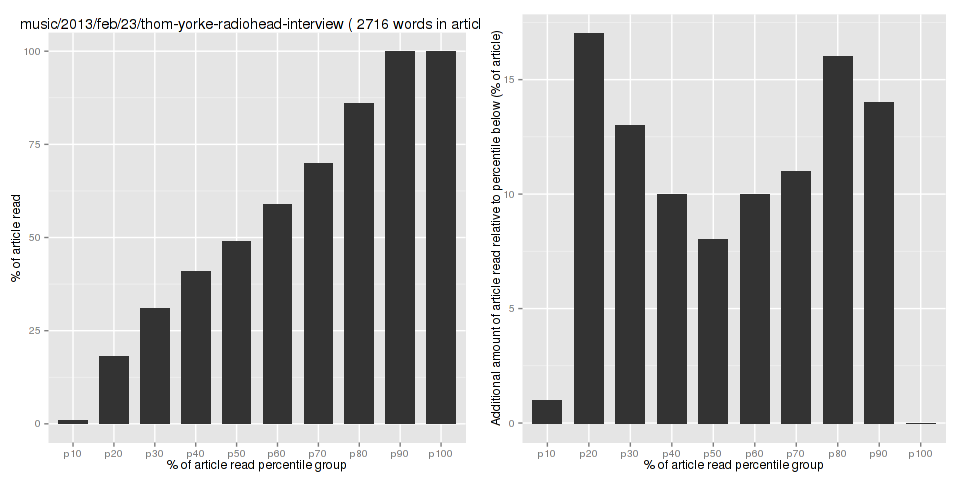 music/2013/feb/23/thom-yorke-radiohead-interview ( 2716 words in articl
% of article read
100
75
50
25
0
p10 p20 p30 p40 p50 p60 p70 p80 p90 p100
% of article read percentile group
Additional amount of article read relative to percentile below (% of article)
15
10
5
0
p10 p20 p30 p40 p50 p60 p70 p80 p90 p100
% of article read percentile group